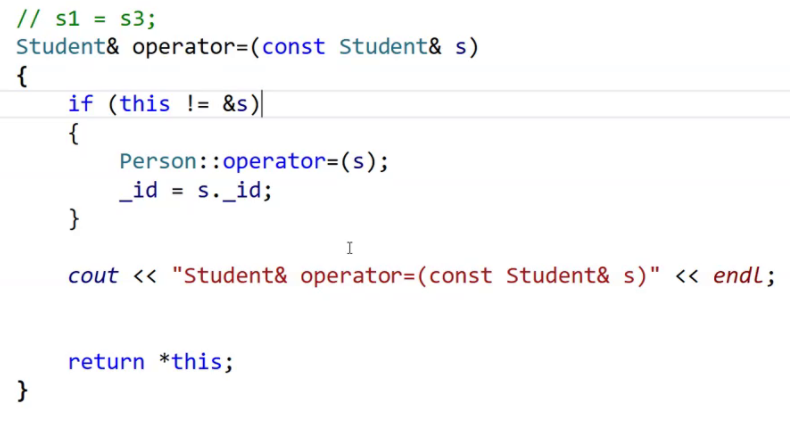 // s1 = s3;
Student& operator=(const Student& s)
{
if (this != &s)
{
Person::operator=(s);
_id = s._id;
}
cout << "Student& operator=(const Student& s)" << endl;
return *this;
}